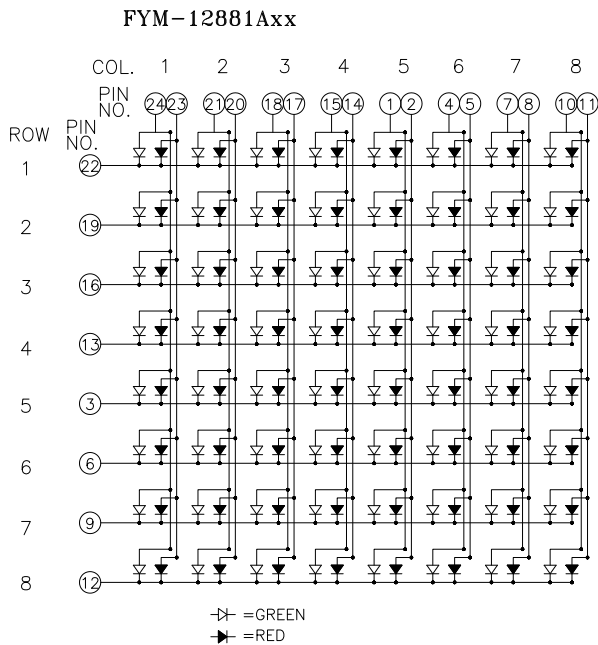 FYM-12881Axx
COL. 1 2 3 4 5 6 7 8
PIN NO. 24 23 21 20 18 17 15 14 1 2 4 5 7 8 10 11
ROW PIN NO.
1 22
2 19
3 16
4 13
5 3
6 6
7 9
8 12
=GREEN
=RED